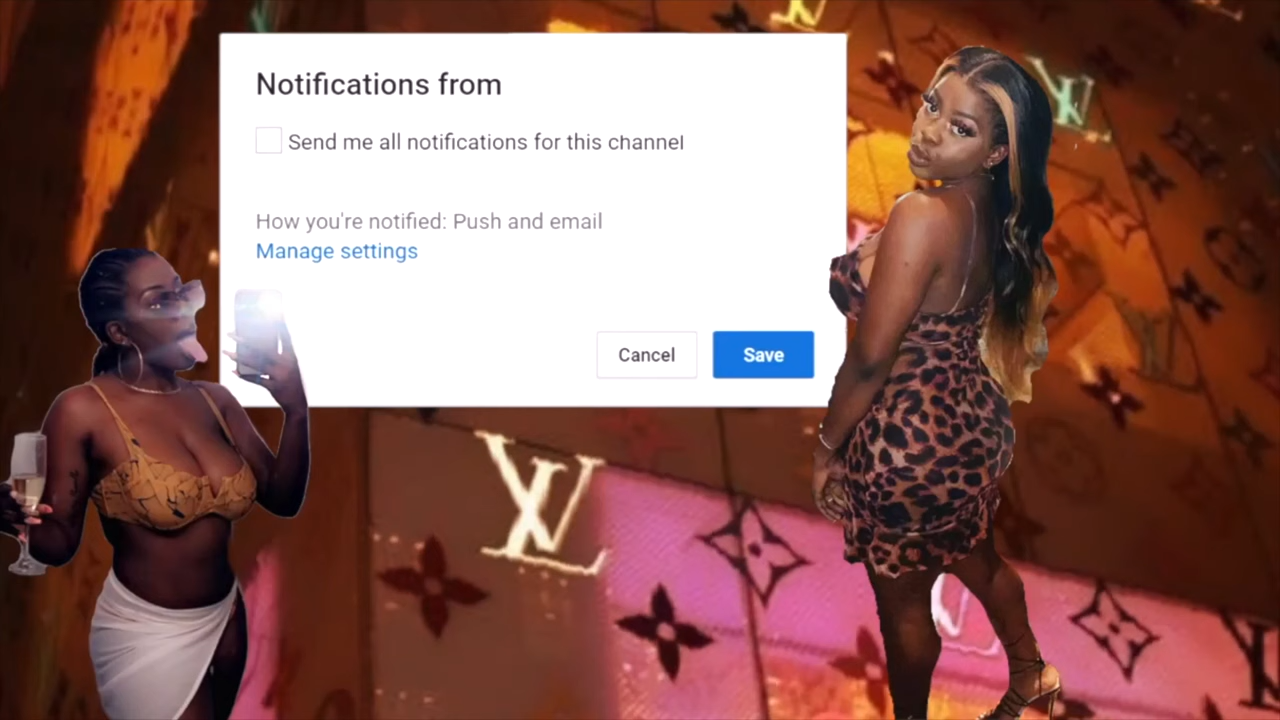 Notifications from
Send me all notifications for this channel
How you're notified: Push and email
Manage settings
Cancel
Save
LV